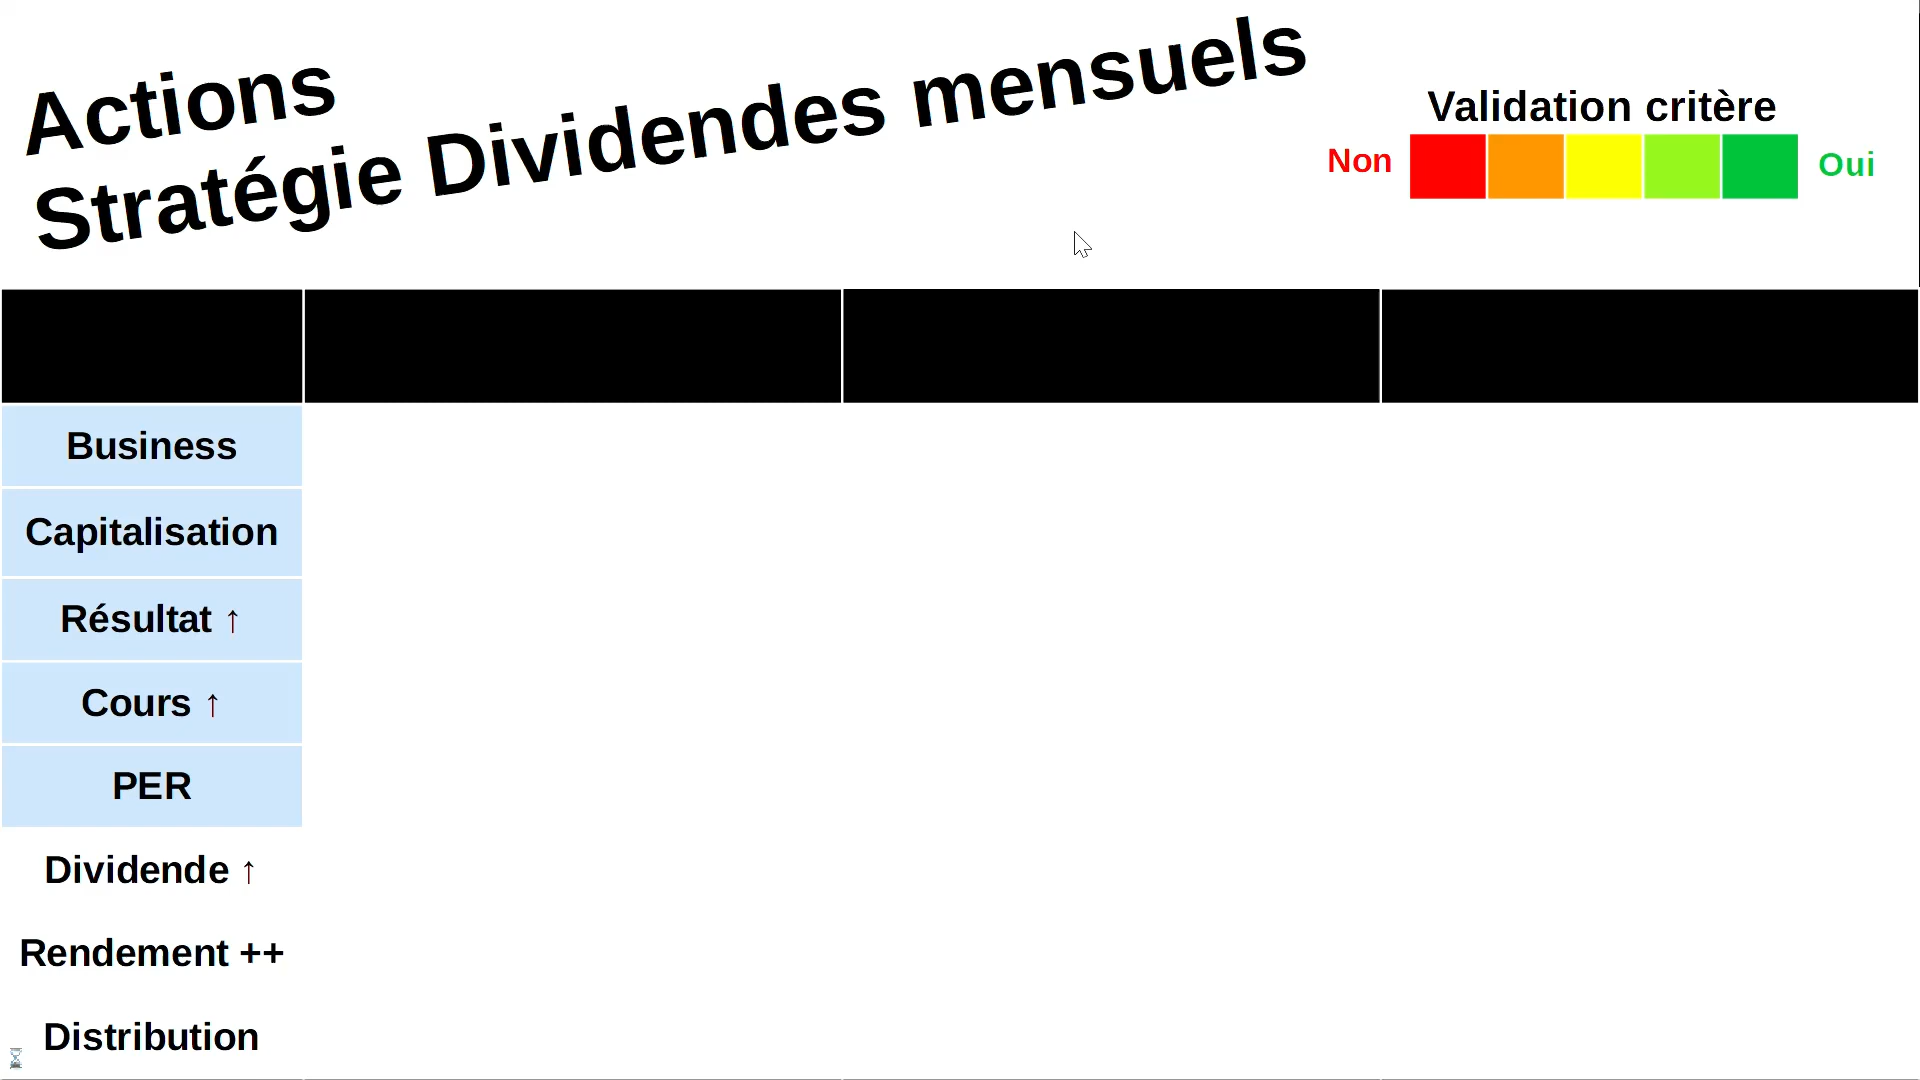 Actions
Stratégie Dividendes mensuels
Validation critère
Non
Oui
Business
Capitalisation
Résultat ↑
Cours ↑
PER
Dividende ↑
Rendement ++
Distribution